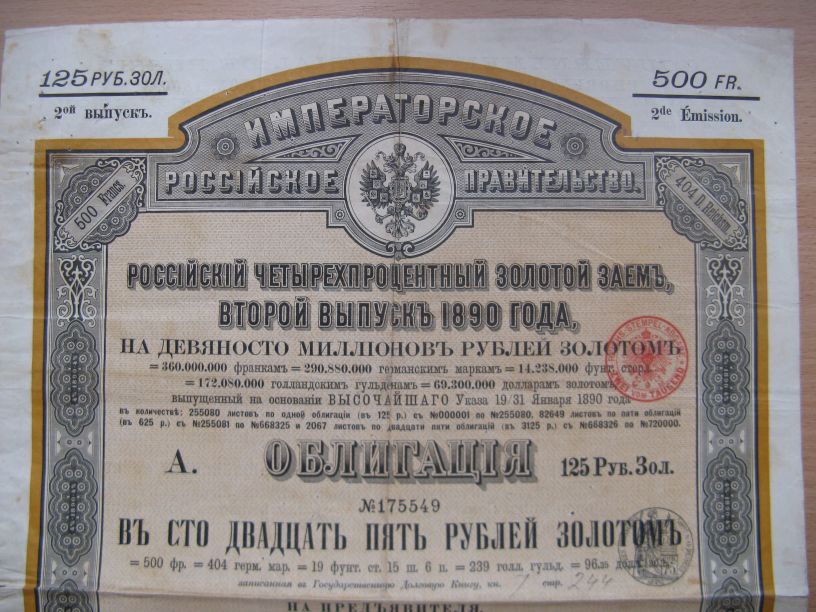 125 РУБ. ЗОЛ.
500 FR.
2ой выпускъ.
2de Émission.
ИМПЕРАТОРСКОЕ
РОССІЙСКОЕ ПРАВИТЕЛЬСТВО.
500 Francs.
404 D. Reichsm.
РОССІЙСКІЙ ЧЕТЫРЕХПРОЦЕНТНЫЙ ЗОЛОТОЙ ЗАЕМЪ,
ВТОРОЙ ВЫПУСКЪ 1890 ГОДА,
НА ДЕВЯНОСТО МИЛЛІОНОВЪ РУБЛЕЙ ЗОЛОТОМЪ
= 360.000.000 франкамъ = 290.880.000 германскимъ маркамъ = 14.238.000 фунт. стерл.
= 172.080.000 голландскимъ гульденамъ = 69.300.000 долларамъ золотомъ
выпущенный на основаніи ВЫСОЧАЙШАГО Указа 19/31 Января 1890 года
въ количествѣ: 255080 листовъ по одной облигаціи (въ 125 р.) съ №000001 по №255080, 82649 листовъ по пяти облигацій
(въ 625 р.) съ №255081 по №668325 и 2067 листовъ по двадцати пяти облигацій (въ 3125 р.) съ №668326 по №720000.
А. ОБЛИГАЦІЯ 125 Руб. Зол.
№175549
ВЪ СТО ДВАДЦАТЬ ПЯТЬ РУБЛЕЙ ЗОЛОТОМЪ
= 500 фр. = 404 герм. мар. = 19 фунт. ст. 15 ш. 6 п. = 239 голл. гульд. = 96.25 долл.
записанная въ Государственную Долговую Книгу, кн. 1 стр. 244
НА ПРЕДЪЯВИТЕЛЯ.